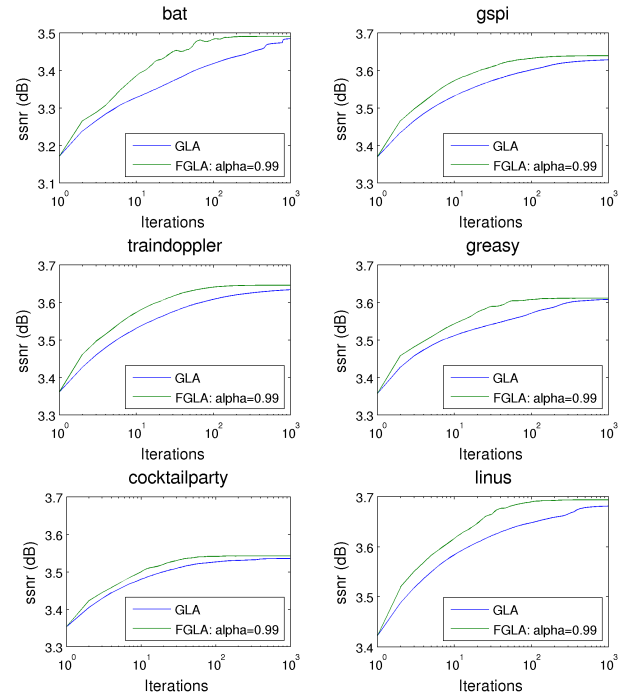 bat
gspi
3.5
3.4
3.3
3.2
3.1
ssnr (dB)
GLA
FGLA: alpha=0.99
10^0 10^1 10^2 10^3
Iterations
3.7
3.6
3.5
3.4
3.3
ssnr (dB)
GLA
FGLA: alpha=0.99
10^0 10^1 10^2 10^3
Iterations
traindoppler
greasy
3.7
3.6
3.5
3.4
3.3
ssnr (dB)
GLA
FGLA: alpha=0.99
10^0 10^1 10^2 10^3
Iterations
3.7
3.6
3.5
3.4
3.3
ssnr (dB)
GLA
FGLA: alpha=0.99
10^0 10^1 10^2 10^3
Iterations
cocktailparty
linus
3.7
3.6
3.5
3.4
3.3
ssnr (dB)
GLA
FGLA: alpha=0.99
10^0 10^1 10^2 10^3
Iterations
3.7
3.6
3.5
3.4
ssnr (dB)
GLA
FGLA: alpha=0.99
10^0 10^1 10^2 10^3
Iterations